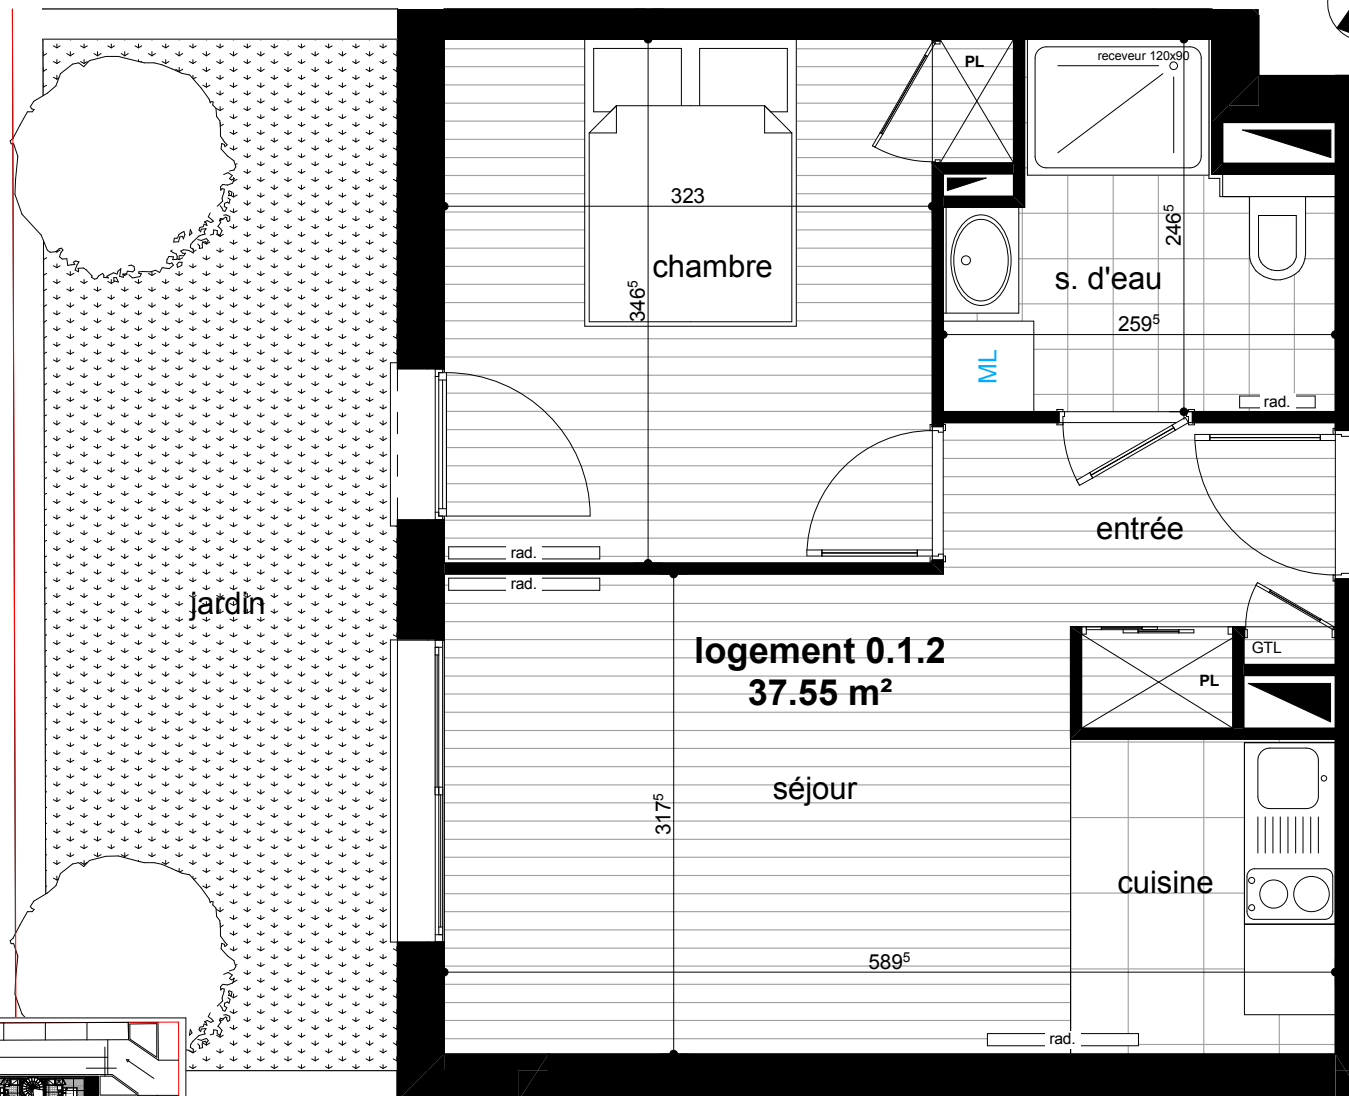 receveur 120x90
PL
323
chambre
346⁵
246⁵
s. d'eau
259⁵
ML
rad.
entrée
rad.
rad.
jardin
logement 0.1.2
37.55 m²
GTL
PL
séjour
317⁵
cuisine
589⁵
rad.